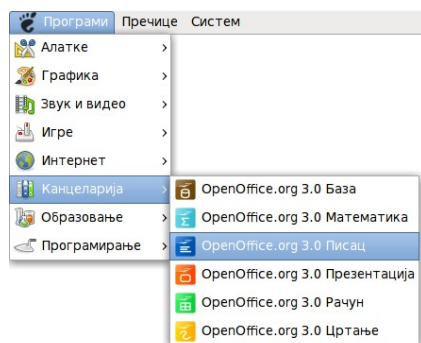 Програми Пречице Систем
Алатке
Графика
Звук и видео
Игре
Интернет
Канцеларија
Образовање
Програмирање
OpenOffice.org 3.0 База
OpenOffice.org 3.0 Математика
OpenOffice.org 3.0 Писац
OpenOffice.org 3.0 Презентација
OpenOffice.org 3.0 Рачун
OpenOffice.org 3.0 Цртање